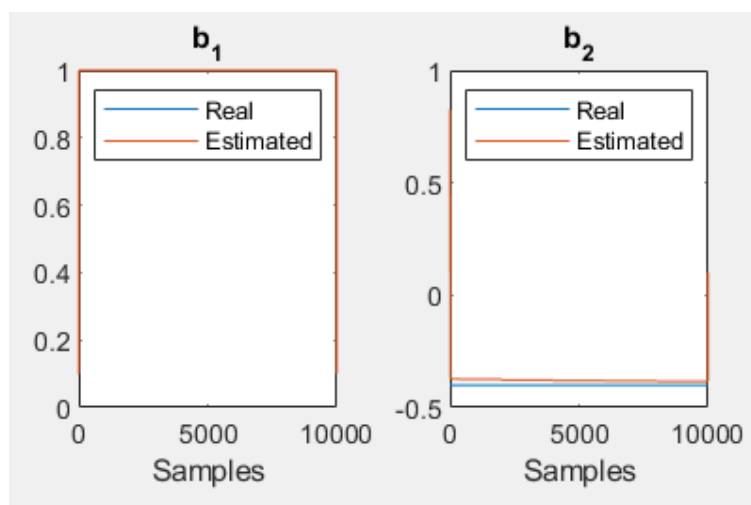 b₁
1
0.8
0.6
0.4
0.2
0
0 5000 10000
Samples
Real
Estimated
b₂
1
0.5
0
-0.5
0 5000 10000
Samples
Real
Estimated